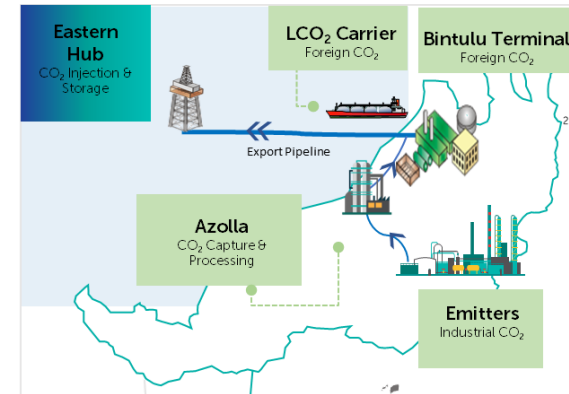 Eastern
Hub
CO₂ Injection &
Storage
LCO₂ Carrier
Foreign CO₂
Bintulu Terminal
Foreign CO₂
2
Export Pipeline
Azolla
CO₂ Capture &
Processing
Emitters
Industrial CO₂